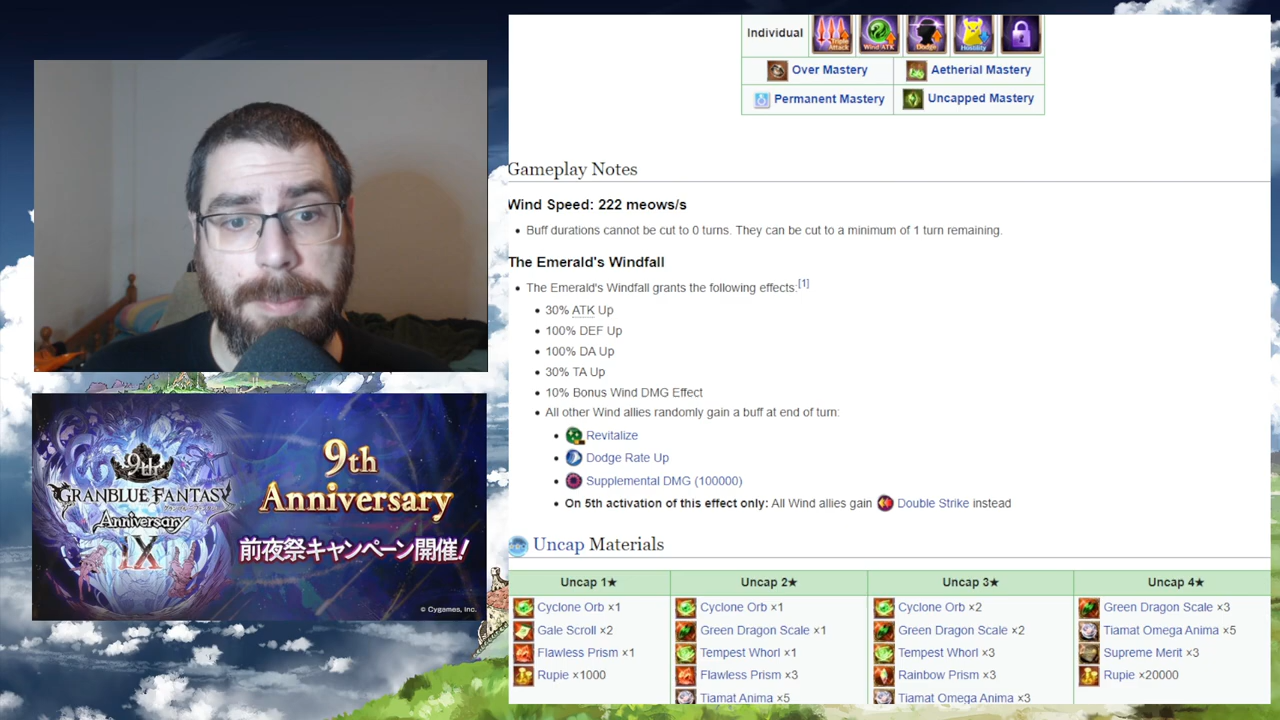 Individual
Triple Attack
Wind ATK
Dodge
Hostility
Over Mastery
Aetherial Mastery
Permanent Mastery
Uncapped Mastery
Gameplay Notes
Wind Speed: 222 meows/s
• Buff durations cannot be cut to 0 turns. They can be cut to a minimum of 1 turn remaining.
The Emerald's Windfall
• The Emerald's Windfall grants the following effects:[1]
• 30% ATK Up
• 100% DEF Up
• 100% DA Up
• 30% TA Up
• 10% Bonus Wind DMG Effect
• All other Wind allies randomly gain a buff at end of turn:
• Revitalize
• Dodge Rate Up
• Supplemental DMG (100000)
• On 5th activation of this effect only: All Wind allies gain Double Strike instead
Uncap Materials
Uncap 1★ Uncap 2★ Uncap 3★ Uncap 4★
Cyclone Orb ×1 Cyclone Orb ×1 Cyclone Orb ×2 Green Dragon Scale ×3
Gale Scroll ×2 Green Dragon Scale ×1 Green Dragon Scale ×2 Tiamat Omega Anima ×5
Flawless Prism ×1 Tempest Whorl ×1 Tempest Whorl ×3 Supreme Merit ×3
Rupie ×1000 Flawless Prism ×3 Rainbow Prism ×3 Rupie ×20000
Tiamat Anima ×5 Tiamat Omega Anima ×3
9th
GRANBLUE FANTASY
Anniversary
IX
9th
Anniversary
前夜祭キャンペーン開催!
© Cygames, Inc.